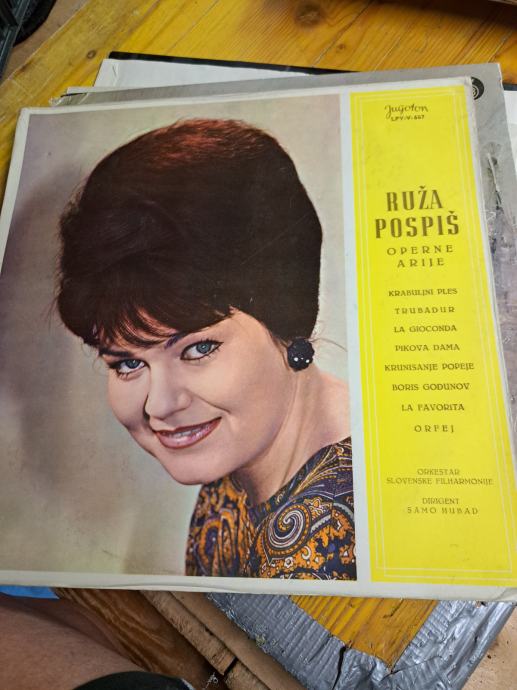 Jugoton
LPY-V-667
RUŽA
POSPIŠ
OPERNE
ARIJE
KRABULJNI PLES
TRUBADUR
LA GIOCONDA
PIKOVA DAMA
KRUNISANJE POPEJE
BORIS GODUNOV
LA FAVORITA
ORFEJ
ORKESTAR
SLOVENSKE FILHARMONIJE
DIRIGENT
SAMO HUBAD